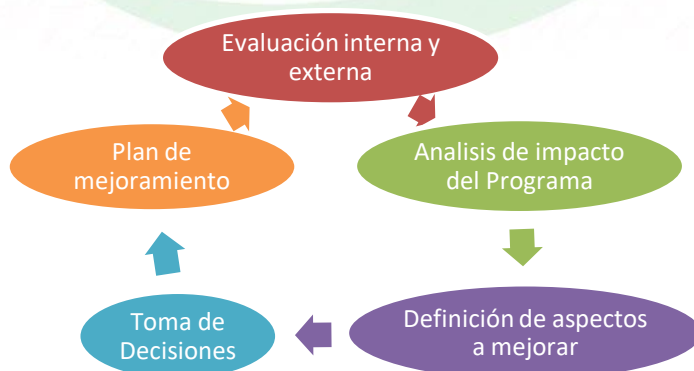 Evaluación interna y
externa
Analisis de impacto
del Programa
Definición de aspectos
a mejorar
Toma de
Decisiones
Plan de
mejoramiento